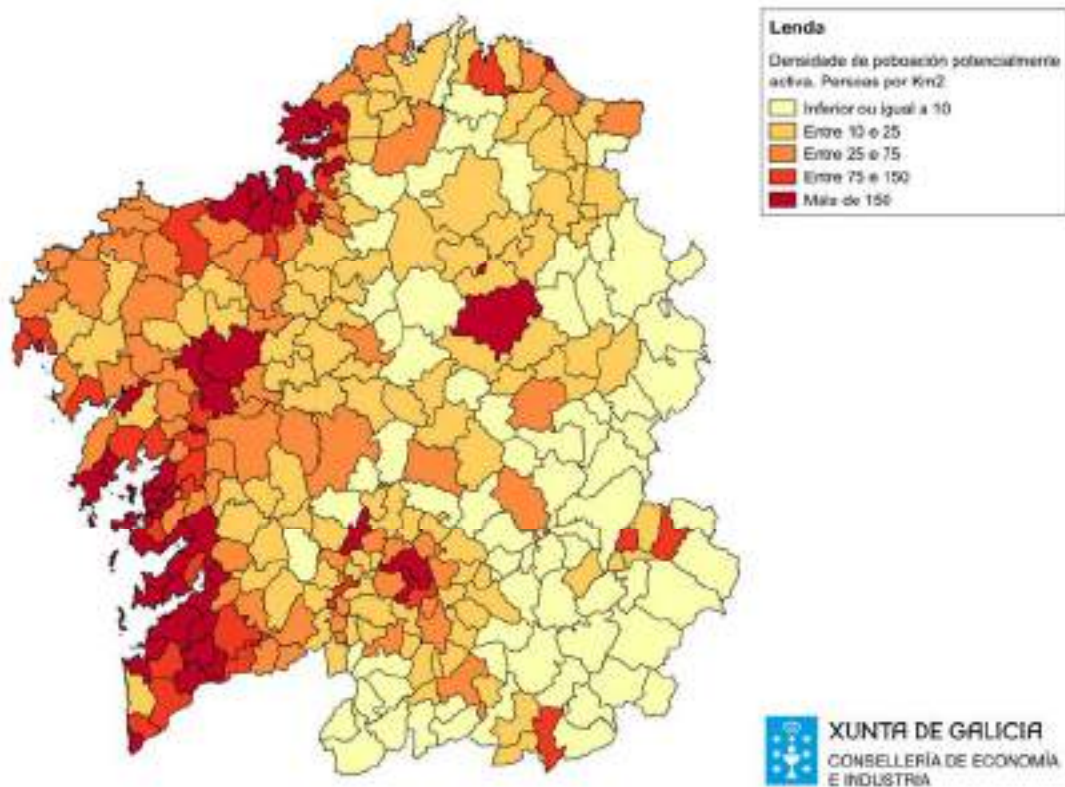 Lenda
Densidade de poboación potencialmente
activa. Persoas por Km2
Inferior ou igual a 10
Entre 10 e 25
Entre 25 e 75
Entre 75 e 150
Máis de 150
XUNTA DE GALICIA
CONSELLERÍA DE ECONOMÍA
E INDUSTRIA